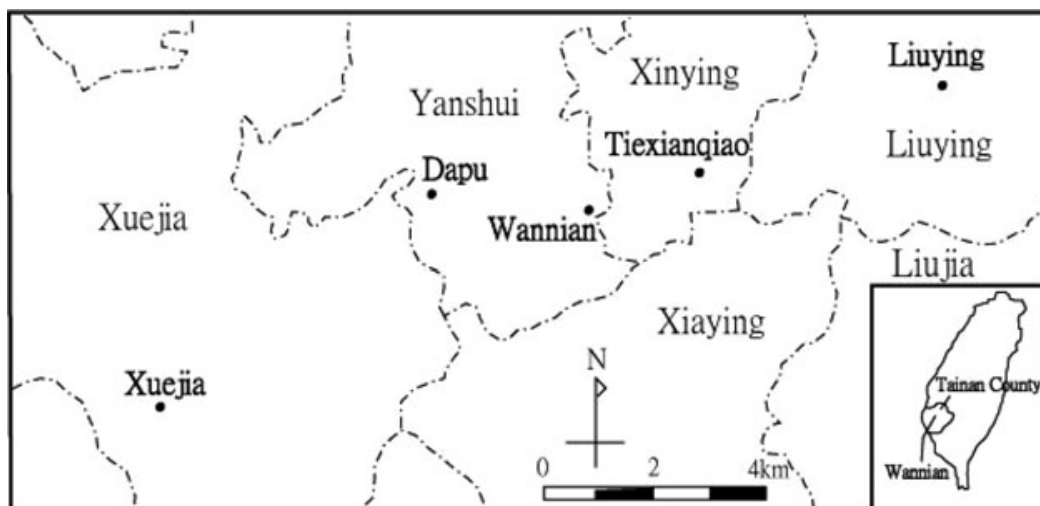 Liuying
Xinying
Yanshui
Tiexianqiao
Liuying
Dapu
Xuejia
Wannian
Liujia
Xiaying
N
Xuejia
Tainan County
0 2 4km
Wannian